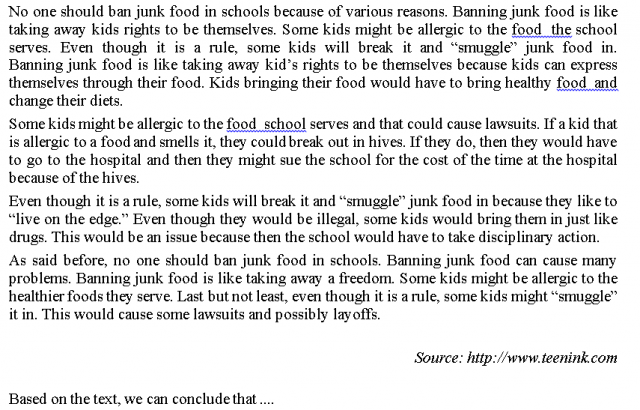 No one should ban junk food in schools because of various reasons. Banning junk food is like
taking away kids rights to be themselves. Some kids might be allergic to the food the school
serves. Even though it is a rule, some kids will break it and “smuggle” junk food in.
Banning junk food is like taking away kid’s rights to be themselves because kids can express
themselves through their food. Kids bringing their food would have to bring healthy food and
change their diets.
Some kids might be allergic to the food school serves and that could cause lawsuits. If a kid that
is allergic to a food and smells it, they could break out in hives. If they do, then they would have
to go to the hospital and then they might sue the school for the cost of the time at the hospital
because of the hives.
Even though it is a rule, some kids will break it and “smuggle” junk food in because they like to
“live on the edge.” Even though they would be illegal, some kids would bring them in just like
drugs. This would be an issue because then the school would have to take disciplinary action.
As said before, no one should ban junk food in schools. Banning junk food can cause many
problems. Banning junk food is like taking away a freedom. Some kids might be allergic to the
healthier foods they serve. Last but not least, even though it is a rule, some kids might “smuggle”
it in. This would cause some lawsuits and possibly layoffs.
Source: http://www.teenink.com
Based on the text, we can conclude that ....